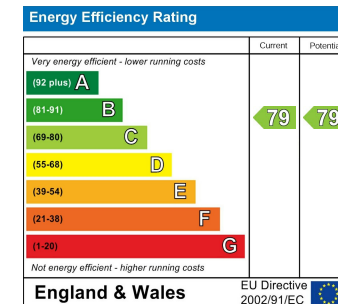 Energy Efficiency Rating
Current Potentia
Very energy efficient - lower running costs
(92 plus) A
(81-91) B
79 79
(69-80) C
(55-68) D
(39-54) E
(21-38) F
(1-20) G
Not energy efficient - higher running costs
England & Wales
EU Directive
2002/91/EC